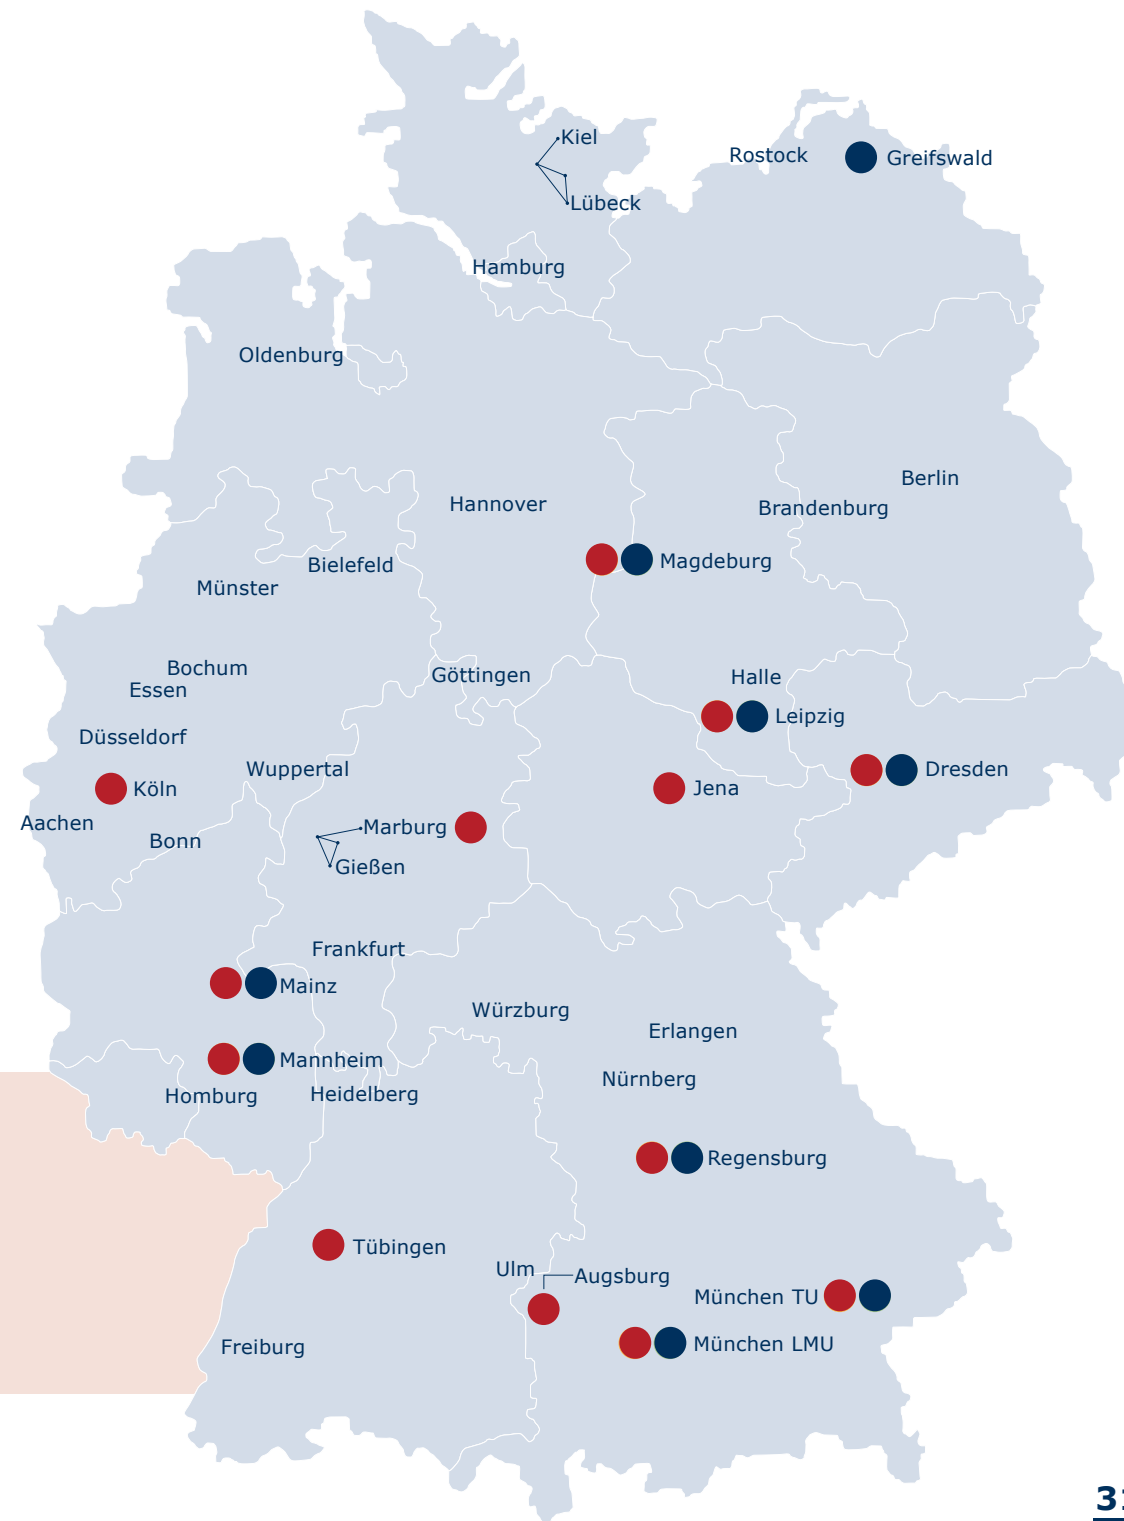 Kiel
Rostock
Greifswald
Lübeck
Hamburg
Oldenburg
Berlin
Hannover
Brandenburg
Magdeburg
Bielefeld
Münster
Bochum
Göttingen
Halle
Essen
Leipzig
Düsseldorf
Wuppertal
Dresden
Köln
Jena
Aachen
Marburg
Bonn
Gießen
Frankfurt
Mainz
Würzburg
Erlangen
Mannheim
Nürnberg
Homburg
Heidelberg
Regensburg
Tübingen
Ulm
Augsburg
München TU
München LMU
Freiburg